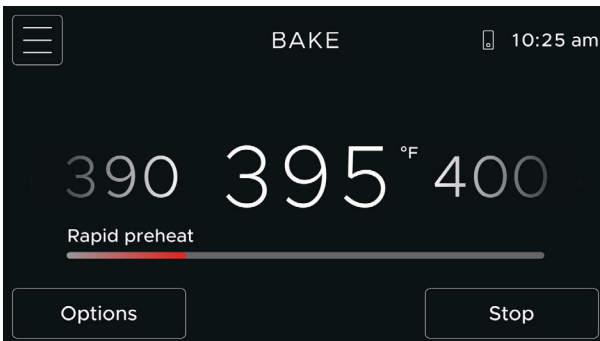 BAKE
10:25 am
390 395 °F 400
Rapid preheat
Options
Stop